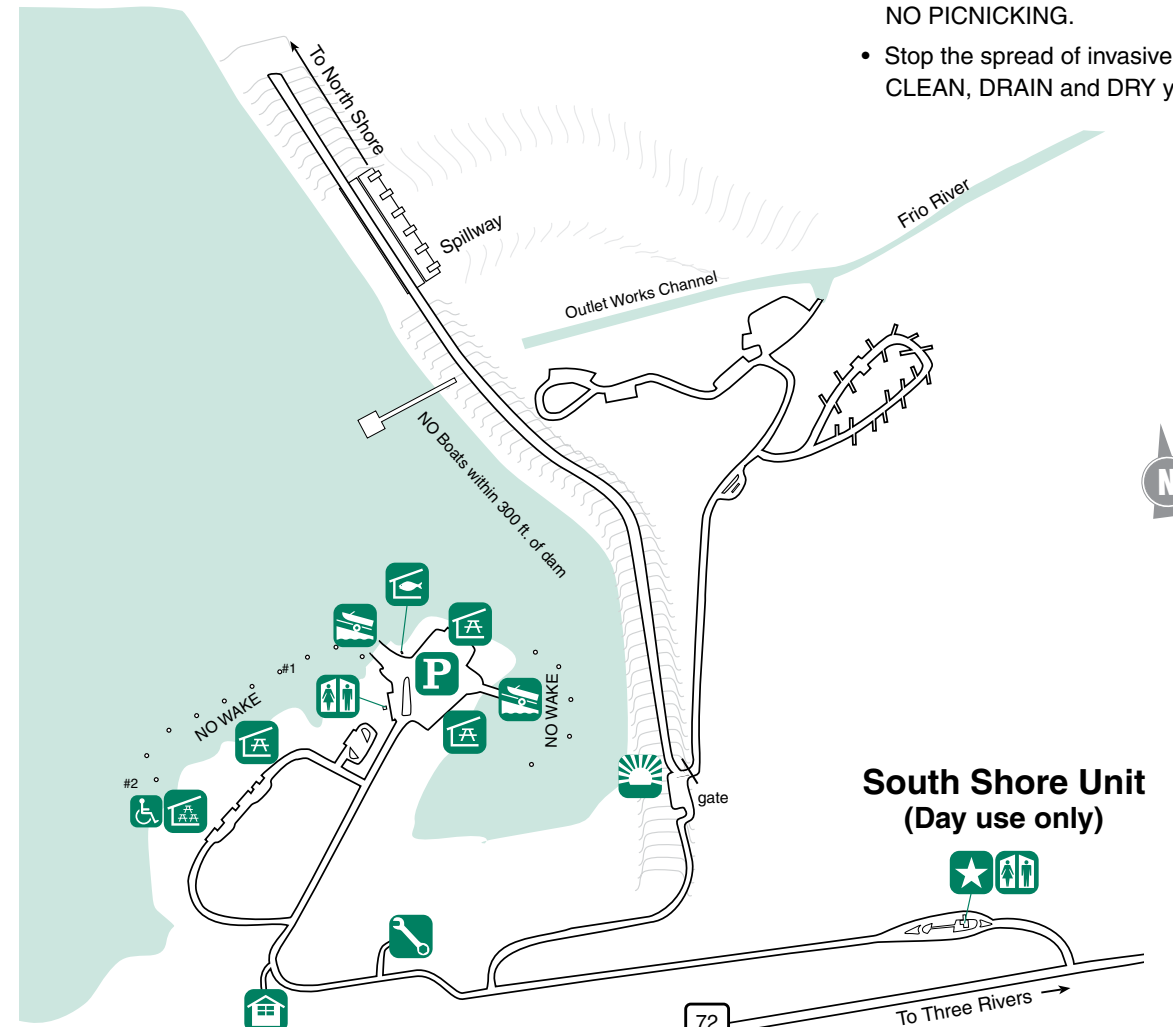 NO PICNICKING.
• Stop the spread of invasive
CLEAN, DRAIN and DRY y
To North Shore
Spillway
Frio River
Outlet Works Channel
NO Boats within 300 ft. of dam
N
#1
P
NO WAKE
NO WAKE
#2
gate
South Shore Unit
(Day use only)
72
To Three Rivers